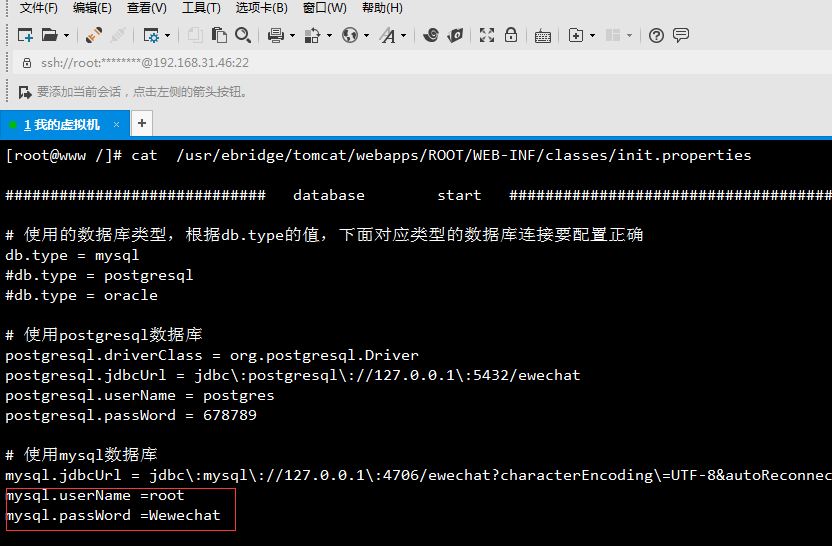 文件(F) 编辑(E) 查看(V) 工具(T) 选项卡(B) 窗口(W) 帮助(H)
ssh://root:********@192.168.31.46:22
要添加当前会话，点击左侧的箭头按钮。
1 我的虚拟机 × +
[root@www /]# cat  /usr/ebridge/tomcat/webapps/ROOT/WEB-INF/classes/init.properties
#############################   database        start   ####################################
# 使用的数据库类型，根据db.type的值，下面对应类型的数据库连接要配置正确
db.type = mysql
#db.type = postgresql
#db.type = oracle
# 使用postgresql数据库
postgresql.driverClass = org.postgresql.Driver
postgresql.jdbcUrl = jdbc\:postgresql\://127.0.0.1\:5432/ewechat
postgresql.userName = postgres
postgresql.passWord = 678789
# 使用mysql数据库
mysql.jdbcUrl = jdbc\:mysql\://127.0.0.1\:4706/ewechat?characterEncoding\=UTF-8&autoReconnec
mysql.userName =root
mysql.passWord =Wewechat